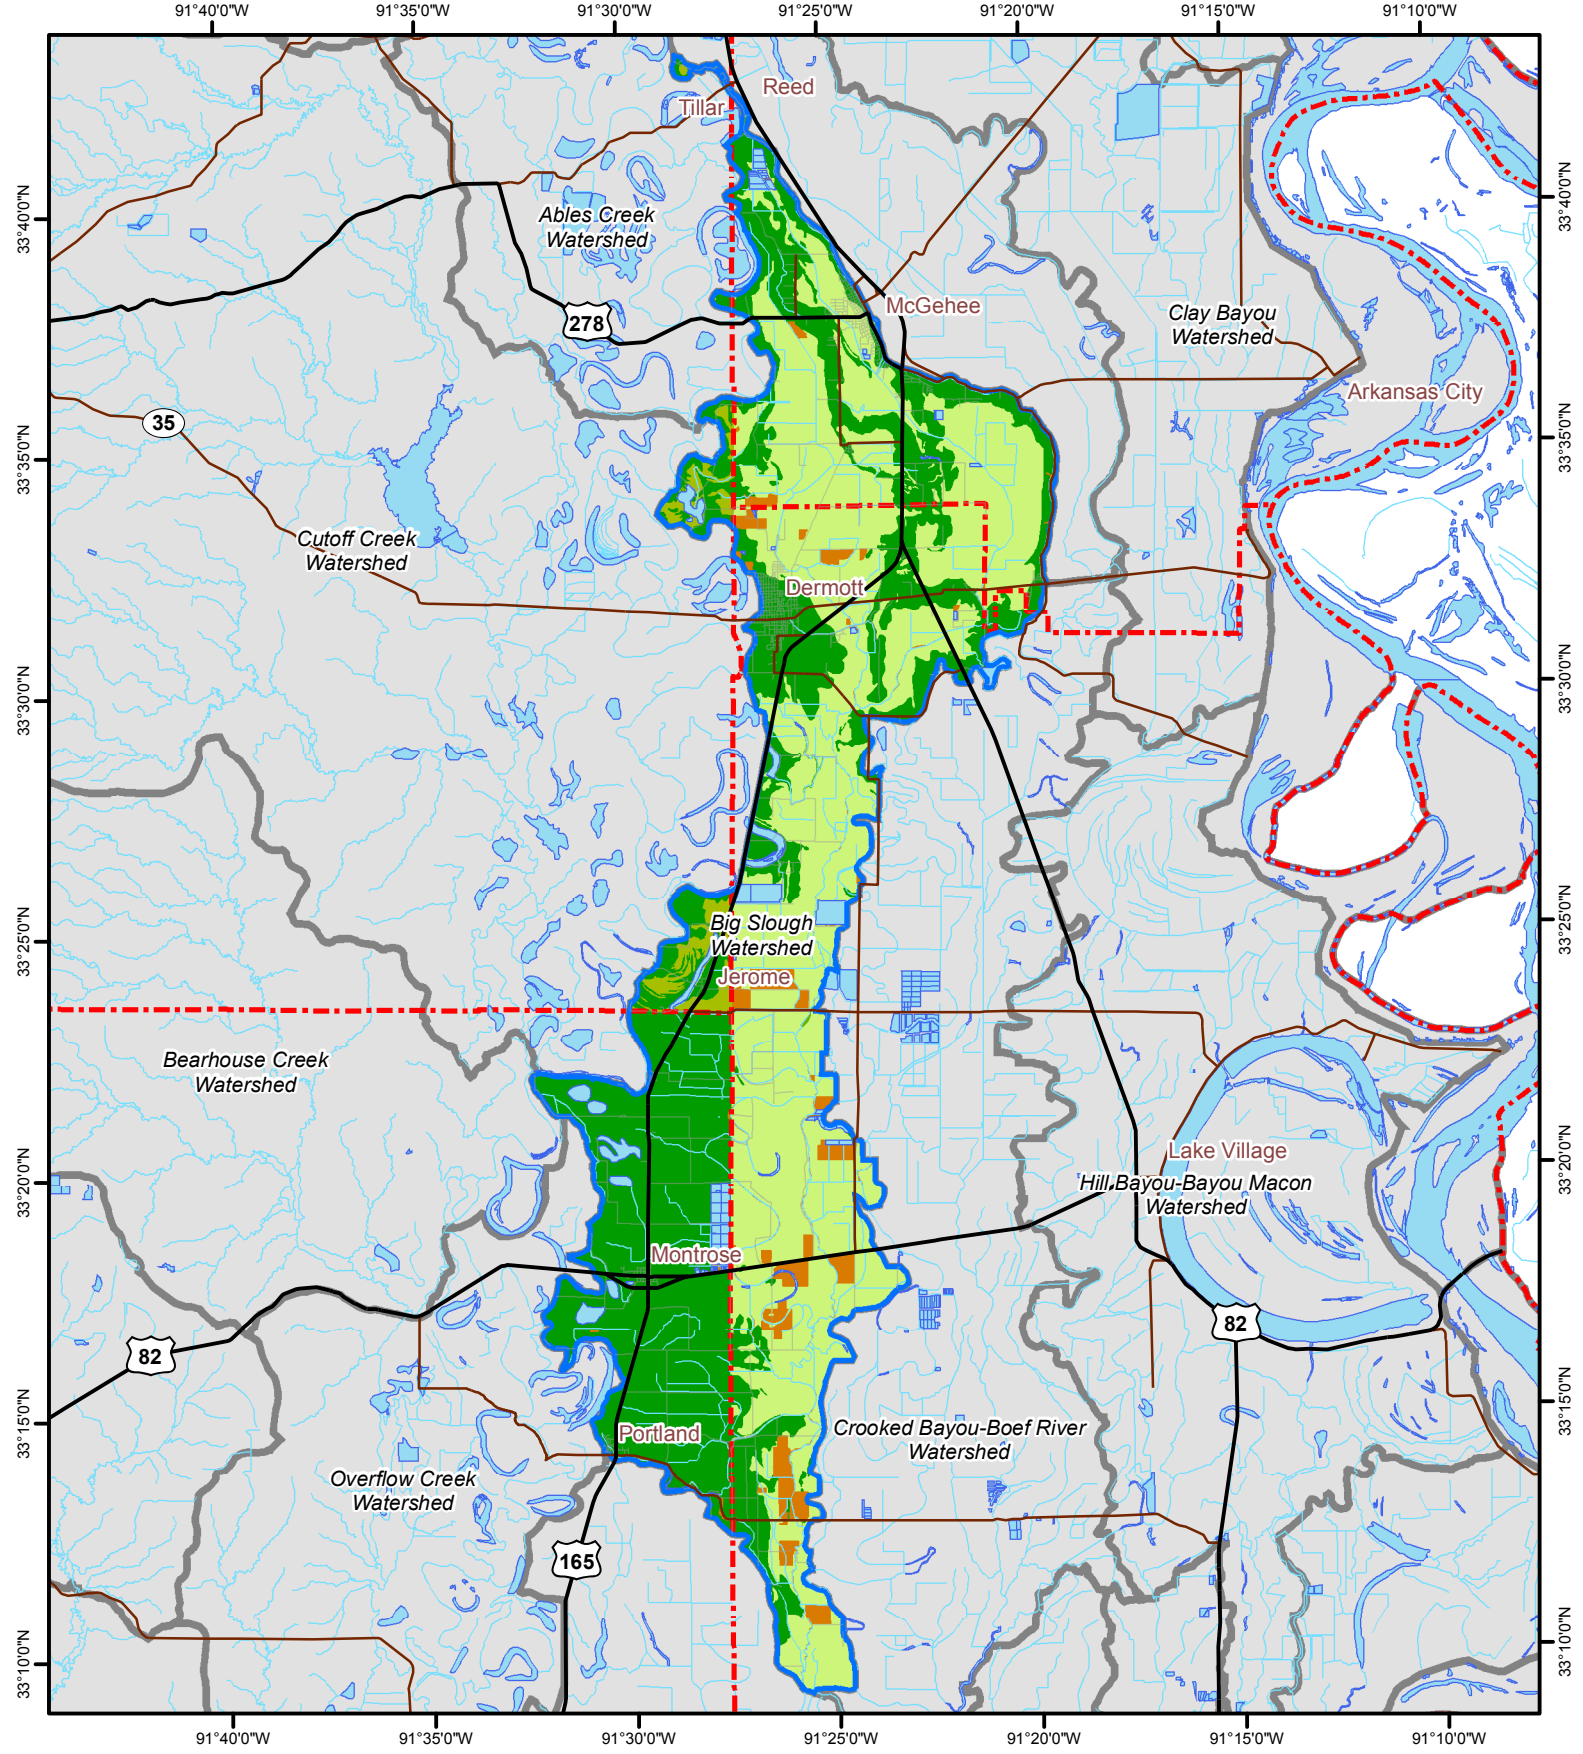 91°40'0"W 91°35'0"W 91°30'0"W 91°25'0"W 91°20'0"W 91°15'0"W 91°10'0"W
Reed
Tillar
33°40'0"N
33°40'0"N
Ables Creek
Watershed
278
McGehee
Clay Bayou
Watershed
Arkansas City
35
33°35'0"N
33°35'0"N
Cutoff Creek
Watershed
Dermott
33°30'0"N
33°30'0"N
Big Slough
Watershed
33°25'0"N
33°25'0"N
Jerome
Bearhouse Creek
Watershed
Lake Village
33°20'0"N
33°20'0"N
Hill Bayou-Bayou Macon
Watershed
Montrose
82
82
33°15'0"N
33°15'0"N
Portland
Crooked Bayou-Boef River
Watershed
Overflow Creek
Watershed
165
33°10'0"N
33°10'0"N
91°40'0"W 91°35'0"W 91°30'0"W 91°25'0"W 91°20'0"W 91°15'0"W 91°10'0"W